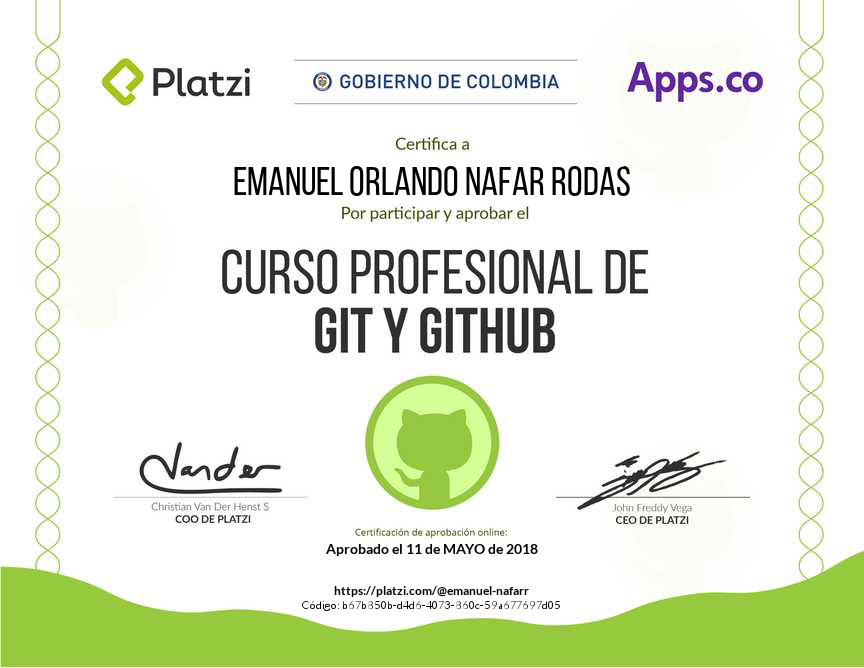 Platzi
GOBIERNO DE COLOMBIA
Apps.co
Certifica a
EMANUEL ORLANDO NAFAR RODAS
Por participar y aprobar el
CURSO PROFESIONAL DE
GIT Y GITHUB
Vander
Christian Van Der Henst S
COO DE PLATZI
John Freddy Vega
CEO DE PLATZI
Certificación de aprobación online:
Aprobado el 11 de MAYO de 2018
https://platzi.com/@emanuel-nafarr
Código: b67b850b-d4d6-4073-860c-59a677697d05